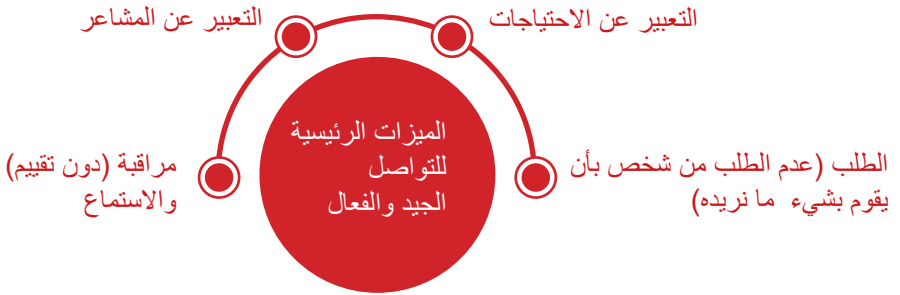 التعبير عن الاحتياجات
التعبير عن المشاعر
الميزات الرئيسية
للتواصل
الجيد والفعال
الطلب (عدم الطلب من شخص بأن
يقوم بشيء ما نريده)
مراقبة (دون تقييم)
والاستماع